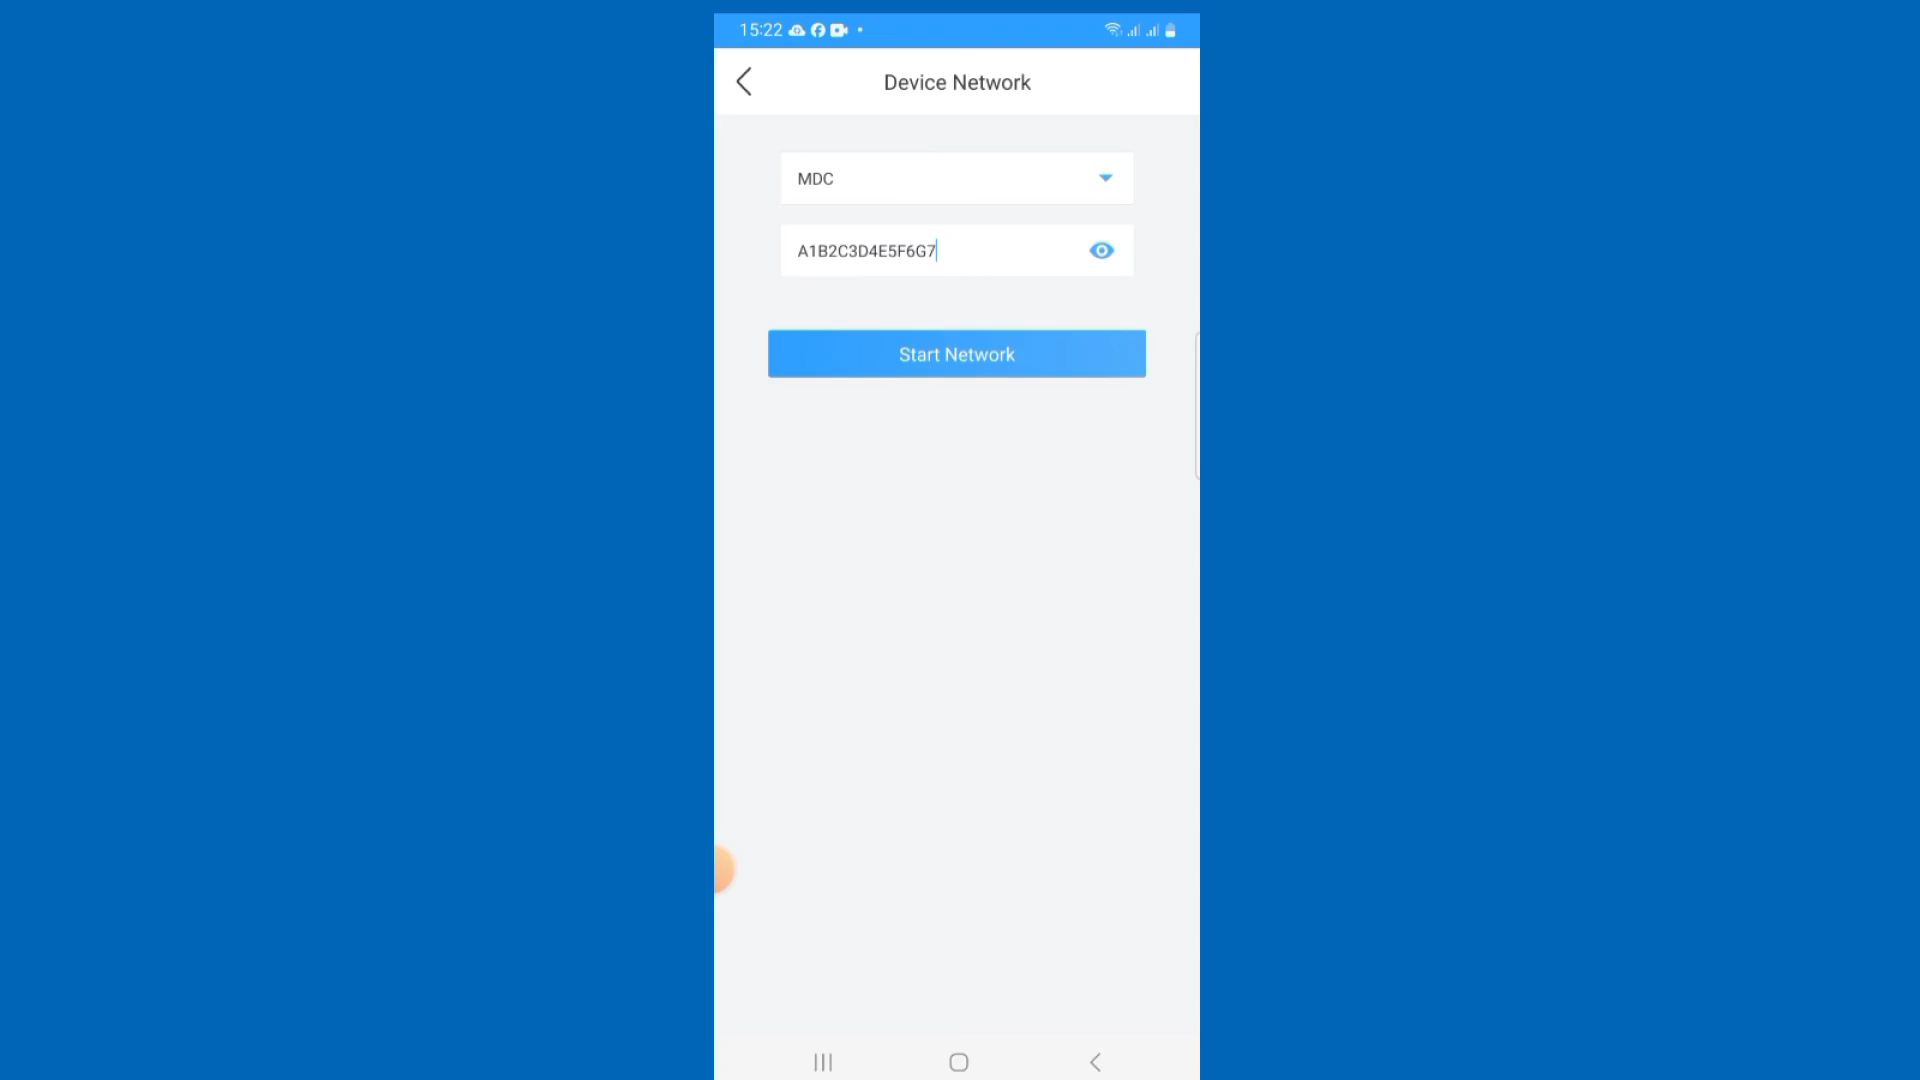 15:22
Device Network
MDC
A1B2C3D4E5F6G7
Start Network